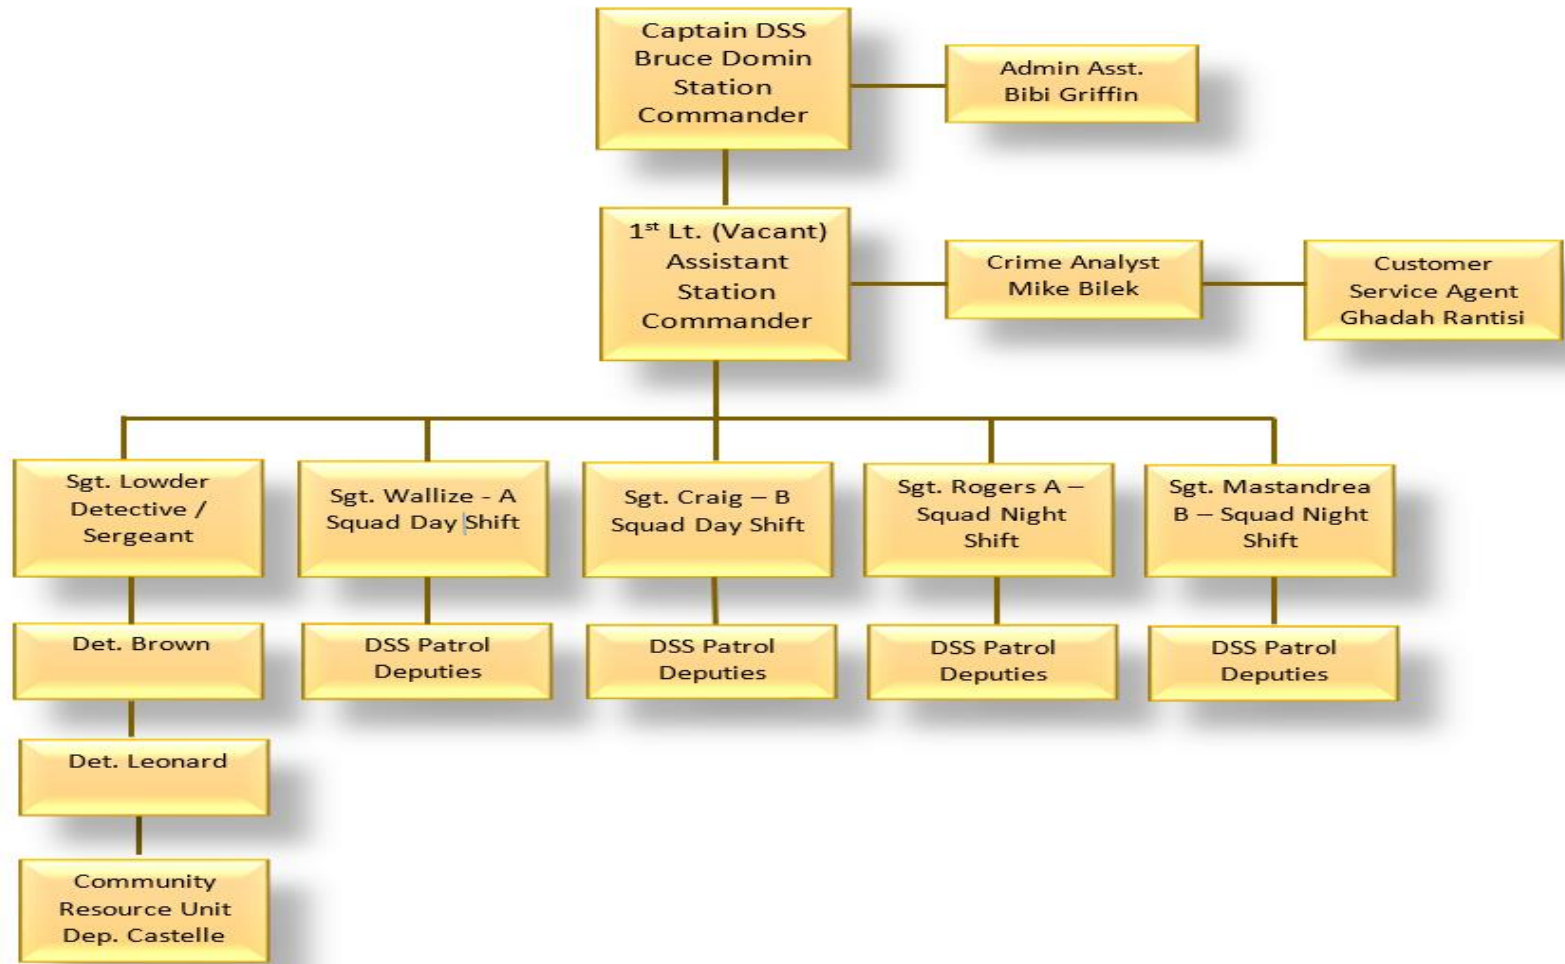 Captain DSS
Bruce Domin
Station
Commander
Admin Asst.
Bibi Griffin
1st Lt. (Vacant)
Assistant
Station
Commander
Crime Analyst
Mike Bilek
Customer
Service Agent
Ghadah Rantisi
Sgt. Lowder
Detective /
Sergeant
Sgt. Wallize - A
Squad Day Shift
Sgt. Craig – B
Squad Day Shift
Sgt. Rogers A –
Squad Night
Shift
Sgt. Mastandrea
B – Squad Night
Shift
Det. Brown
DSS Patrol
Deputies
DSS Patrol
Deputies
DSS Patrol
Deputies
DSS Patrol
Deputies
Det. Leonard
Community
Resource Unit
Dep. Castelle